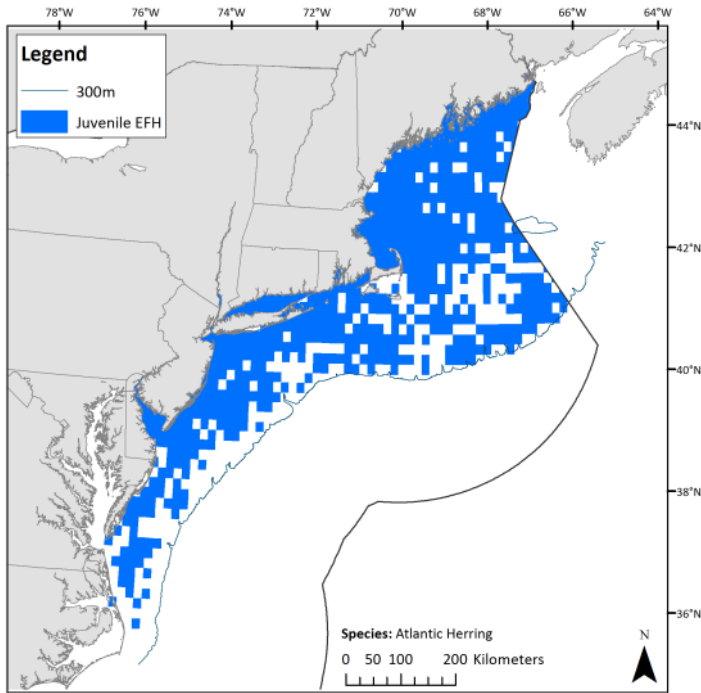 78°W 76°W 74°W 72°W 70°W 68°W 66°W 64°W
Legend
300m
Juvenile EFH
44°N
42°N
40°N
38°N
36°N
Species: Atlantic Herring
N
0 50 100 200 Kilometers